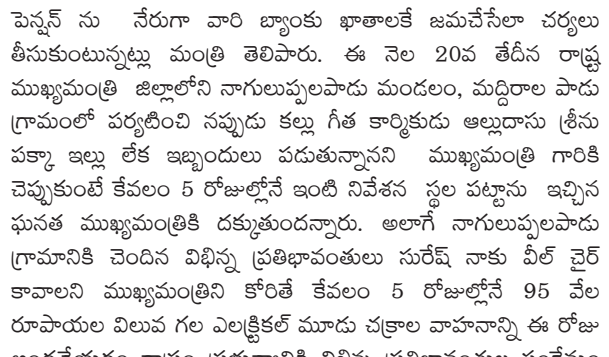 పెన్షన్ ను నేరుగా వారి బ్యాంకు ఖాతాలకే జమచేసేలా చర్యలు
తీసుకుంటున్నట్లు మంత్రి తెలిపారు. ఈ నెల 20వ తేదీన రాష్ట్ర
ముఖ్యమంత్రి జిల్లాలోని నాగులుప్పలపాడు మండలం, మద్దిరాల పాడు
గ్రామంలో పర్యటించి నప్పుడు కల్లు గీత కార్మికుడు ఆల్లుదాసు శ్రీను
పక్కా ఇల్లు లేక ఇబ్బందులు పడుతున్నానని ముఖ్యమంత్రి గారికి
చెప్పుకుంటే కేవలం 5 రోజుల్లోనే ఇంటి నివేశన స్థల పట్టాను ఇచ్చిన
ఘనత ముఖ్యమంత్రికి దక్కుతుందన్నారు. అలాగే నాగులుప్పలపాడు
గ్రామానికి చెందిన విభిన్న ప్రతిభావంతులు సురేష్ నాకు వీల్ చైర్
కావాలని ముఖ్యమంత్రిని కోరితే కేవలం 5 రోజుల్లోనే 95 వేల
రూపాయల విలువ గల ఎలక్ట్రికల్ మూడు చక్రాల వాహనాన్ని ఈ రోజు